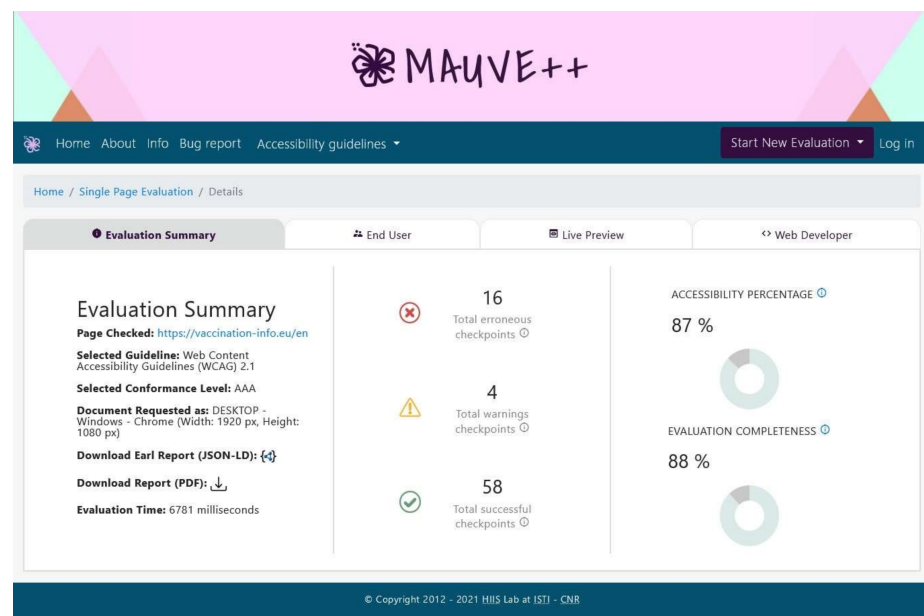 MAUVE++
Home About Info Bug report Accessibility guidelines
Start New Evaluation Log in
Home / Single Page Evaluation / Details
Evaluation Summary
End User
Live Preview
Web Developer
Evaluation Summary
Page Checked: https://vaccination-info.eu/en
Selected Guideline: Web Content
Accessibility Guidelines (WCAG) 2.1
Selected Conformance Level: AAA
Document Requested as: DESKTOP -
Windows - Chrome (Width: 1920 px, Height:
1080 px)
Download Earl Report (JSON-LD):
Download Report (PDF):
Evaluation Time: 6781 milliseconds
16
Total erroneous
checkpoints
4
Total warnings
checkpoints
58
Total successful
checkpoints
ACCESSIBILITY PERCENTAGE
87 %
EVALUATION COMPLETENESS
88 %
© Copyright 2012 - 2021 HIIS Lab at ISTI - CNR